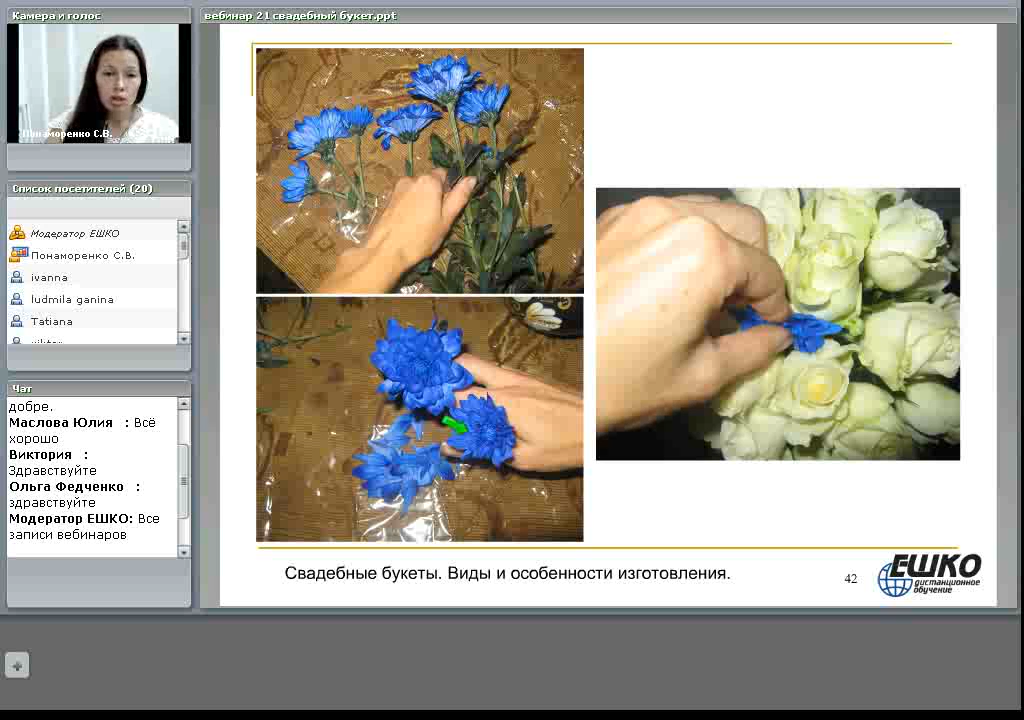 Камера и голос
Понаморенко С.В.
Список посетителей (20)
Модератор ЕШКО
Понаморенко С.В.
ivanna
ludmila ganina
Tatiana
Чат
добре.
Маслова Юлия : Всё
хорошо
Виктория :
Здравствуйте
Ольга Федченко :
здравствуйте
Модератор ЕШКО: Все
записи вебинаров
вебинар 21 свадебный букет.ppt
Свадебные букеты. Виды и особенности изготовления.
42
ЕШКО
дистанционное
обучение